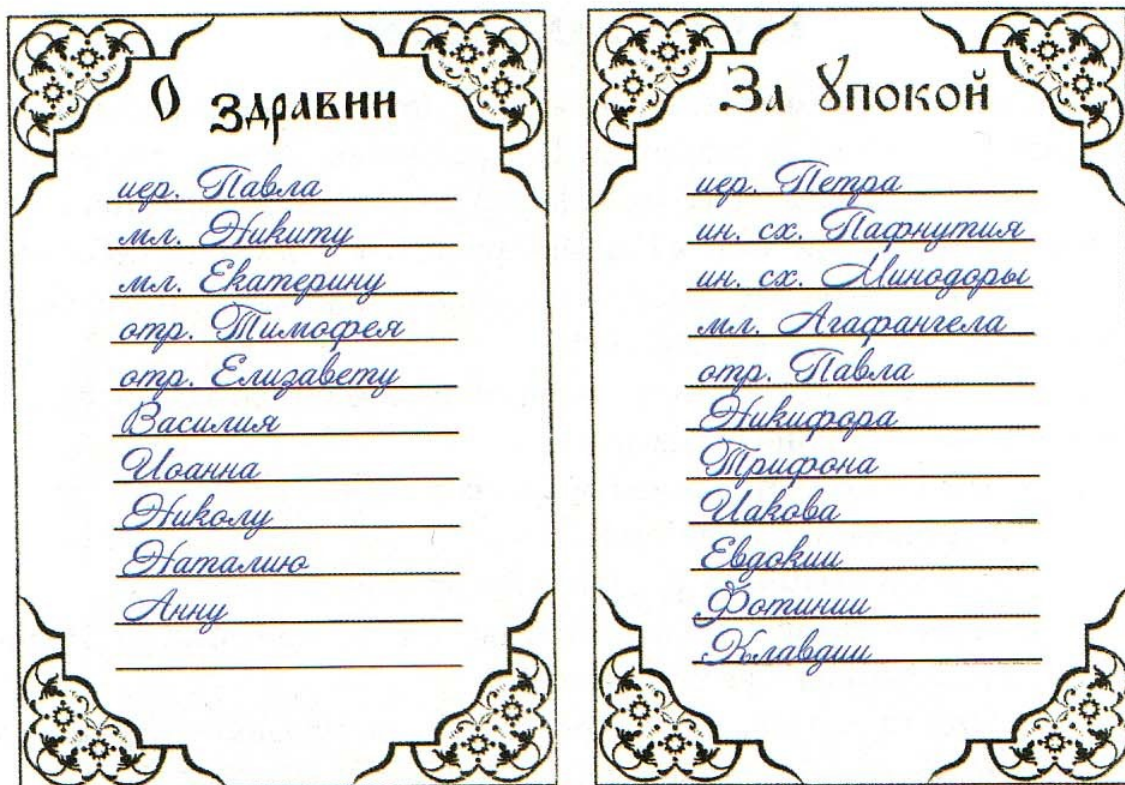 О здравии
иер. Павла
мл. Никиту
мл. Екатерину
отр. Тимофея
отр. Елизавету
Василия
Иоанна
Николу
Наталию
Анну
За Упокой
иер. Петра
ин. сх. Пафнутия
ин. сх. Минодоры
мл. Агафангела
отр. Павла
Никифора
Трифона
Иакова
Евдокии
Фотинии
Клавдии